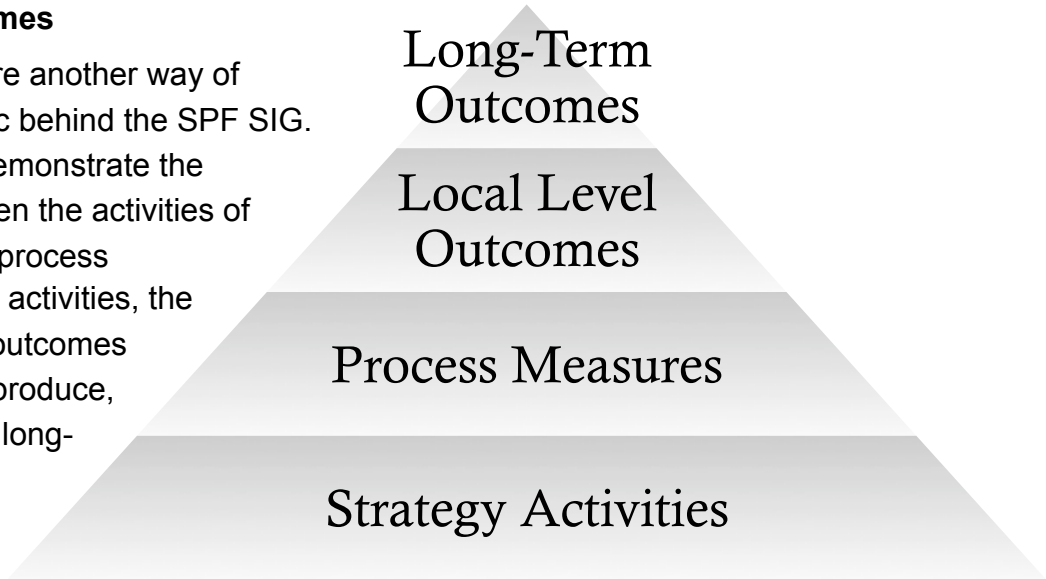 mes
re another way of
c behind the SPF SIG.
emonstrate the
en the activities of
process
activities, the
outcomes
produce,
long-
Long-Term
Outcomes
Local Level
Outcomes
Process Measures
Strategy Activities